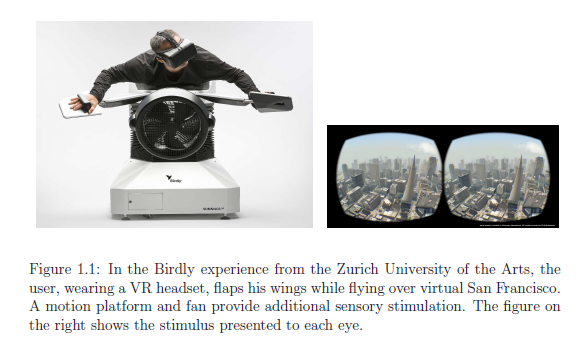 Birdly
Figure 1.1: In the Birdly experience from the Zurich University of the Arts, the
user, wearing a VR headset, flaps his wings while flying over virtual San Francisco.
A motion platform and fan provide additional sensory stimulation. The figure on
the right shows the stimulus presented to each eye.